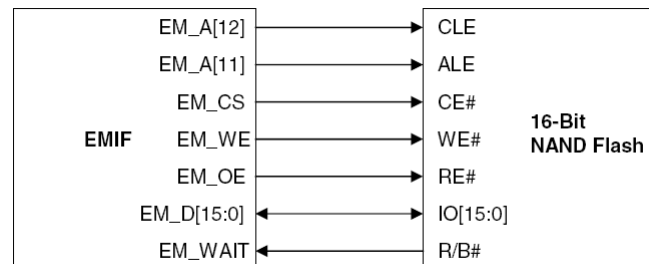 EM_A[12] CLE
EM_A[11] ALE
EM_CS CE#
EMIF EM_WE WE# 16-Bit NAND Flash
EM_OE RE#
EM_D[15:0] IO[15:0]
EM_WAIT R/B#